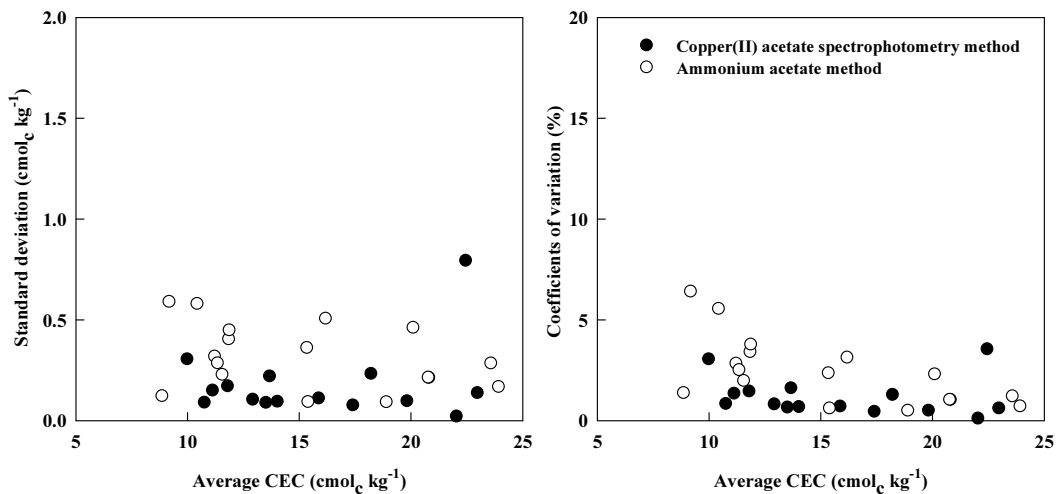 2.0
1.5
1.0
0.5
0.0
Standard deviation (cmolc kg-1)
5 10 15 20 25
Average CEC (cmolc kg-1)
20
15
10
5
0
Coefficients of variation (%)
Copper(II) acetate spectrophotometry method
Ammonium acetate method
5 10 15 20 25
Average CEC (cmolc kg-1)